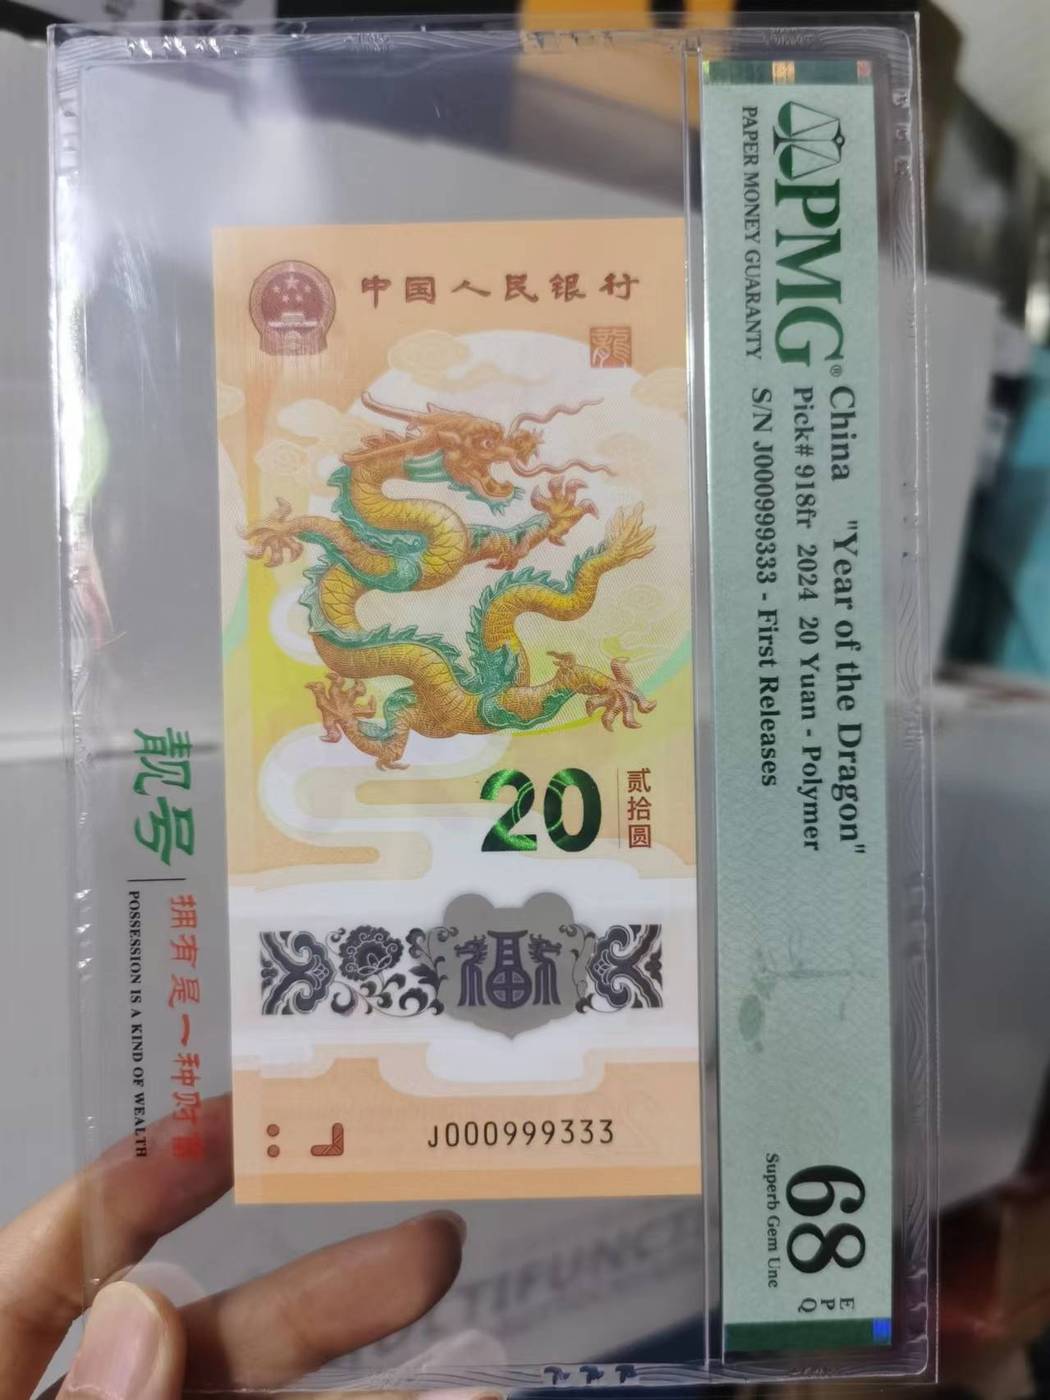 PMG®
PAPER MONEY GUARANTY
China "Year of the Dragon"
Pick# 918fr 2024 20 Yuan - Polymer
S/N J000999333 - First Releases
68
EPQ
Superb Gem Unc
中国人民银行
龍
20
贰拾圆
福
J000999333
靓号
拥有是一种财富
POSSESSION IS A KIND OF WEALTH